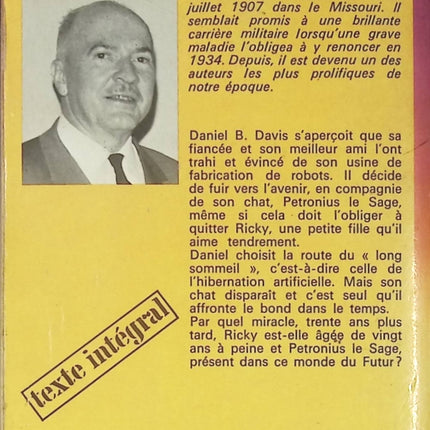 juillet 1907 dans le Missouri. Il
semblait promis à une brillante
carrière militaire lorsqu'une grave
maladie l'obligea à y renoncer en
1934. Depuis, il est devenu un des
auteurs les plus prolifiques de
notre époque.
Daniel B. Davis s'aperçoit que sa
fiancée et son meilleur ami l'ont
trahi et évincé de son usine de
fabrication de robots. Il décide
de fuir vers l'avenir, en compagnie
de son chat, Petronius le Sage,
même si cela doit l'obliger à
quitter Ricky, une petite fille qu'il
aime tendrement.
Daniel choisit la route du « long
sommeil », c'est-à-dire celle de
l'hibernation artificielle. Mais son
chat disparaît et c'est seul qu'il
affronte le bond dans le temps.
Par quel miracle, trente ans plus
tard, Ricky est-elle âgée de vingt
ans à peine et Petronius le Sage,
présent dans ce monde du Futur?
texte intégral